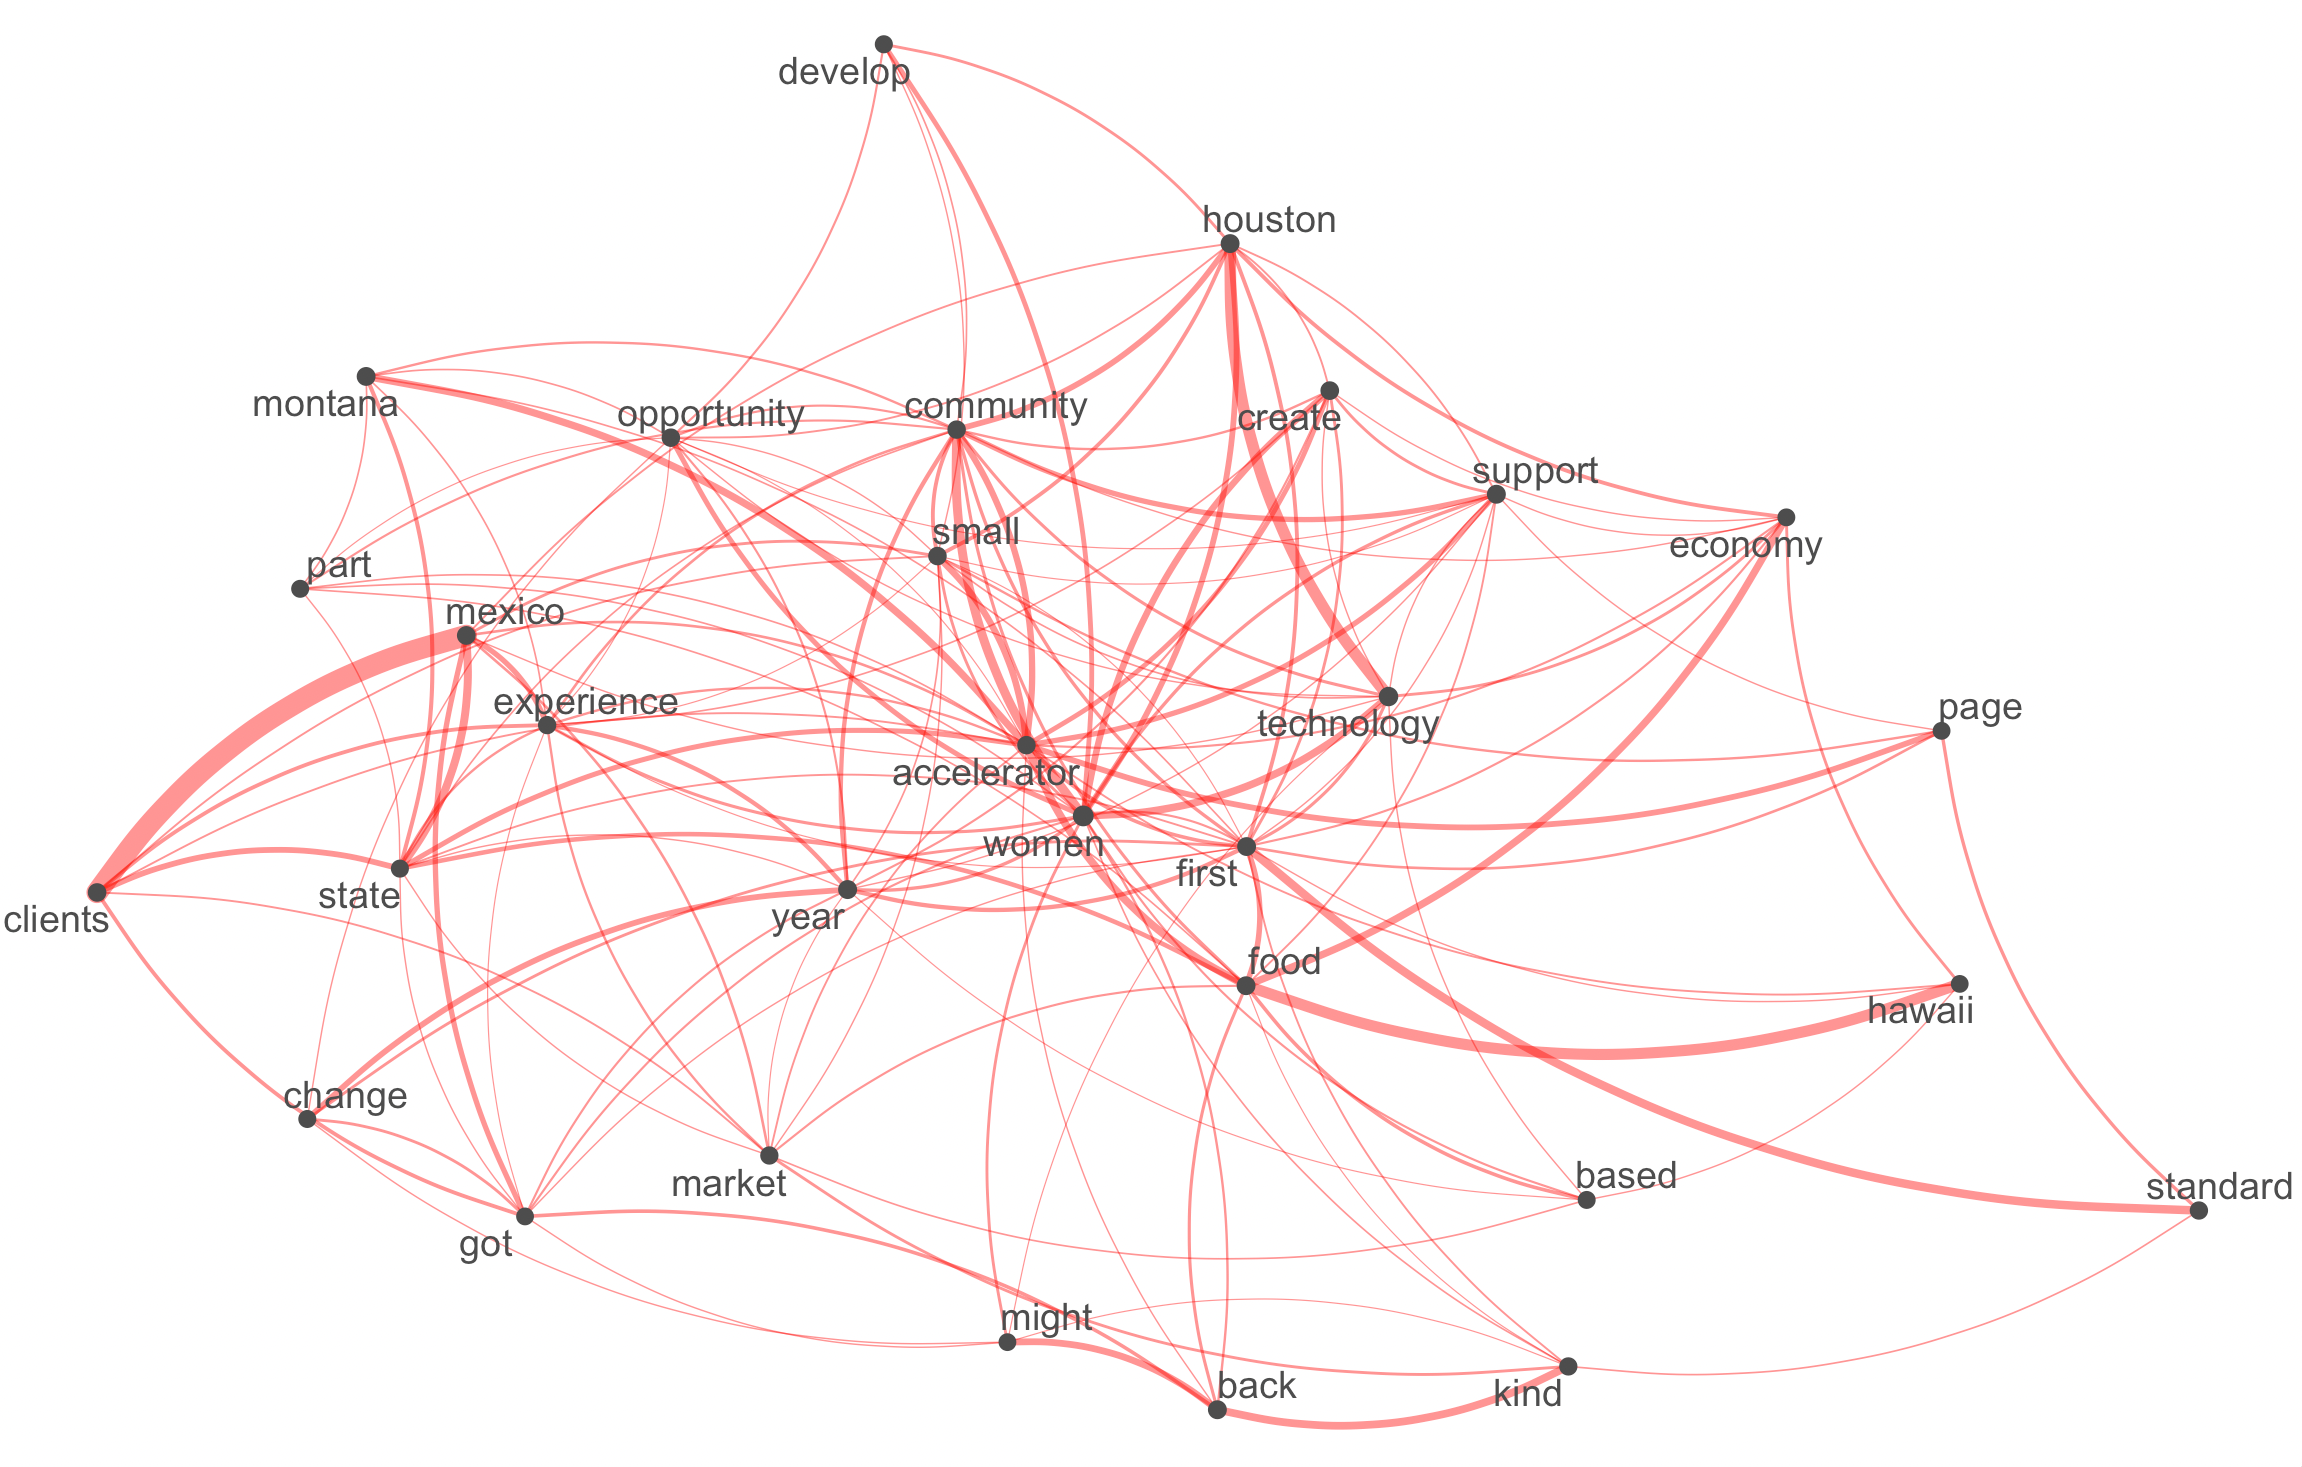 develop
houston
montana
opportunity
community
create
support
small
economy
part
mexico
experience
page
technology
accelerator
women
first
state
clients
year
food
hawaii
change
market
based
standard
got
might
back
kind